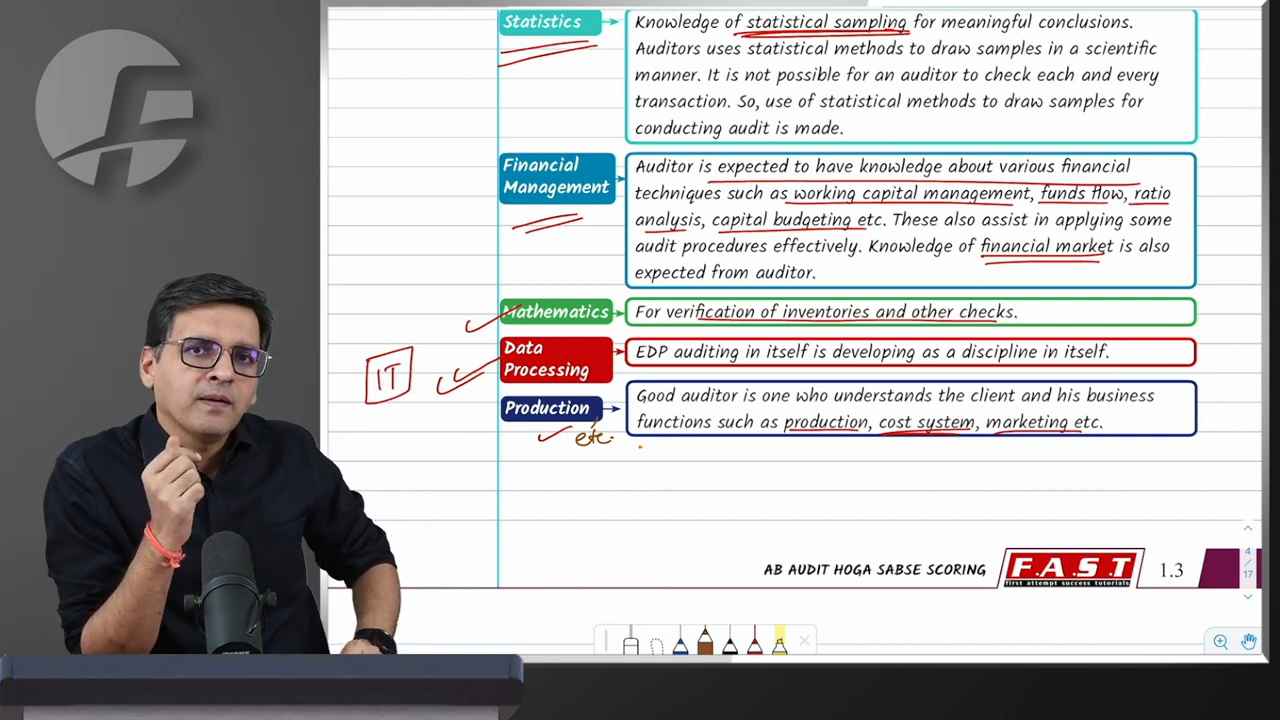 Statistics
Knowledge of statistical sampling for meaningful conclusions.
Auditors uses statistical methods to draw samples in a scientific
manner. It is not possible for an auditor to check each and every
transaction. So, use of statistical methods to draw samples for
conducting audit is made.
Financial
Management
Auditor is expected to have knowledge about various financial
techniques such as working capital management, funds flow, ratio
analysis, capital budgeting etc. These also assist in applying some
audit procedures effectively. Knowledge of financial market is also
expected from auditor.
Mathematics
For verification of inventories and other checks.
IT
Data
Processing
EDP auditing in itself is developing as a discipline in itself.
Production
etc.
Good auditor is one who understands the client and his business
functions such as production, cost system, marketing etc.
AB AUDIT HOGA SABSE SCORING
F.A.S.T
first attempt success tutorials
1.3
4
/
17